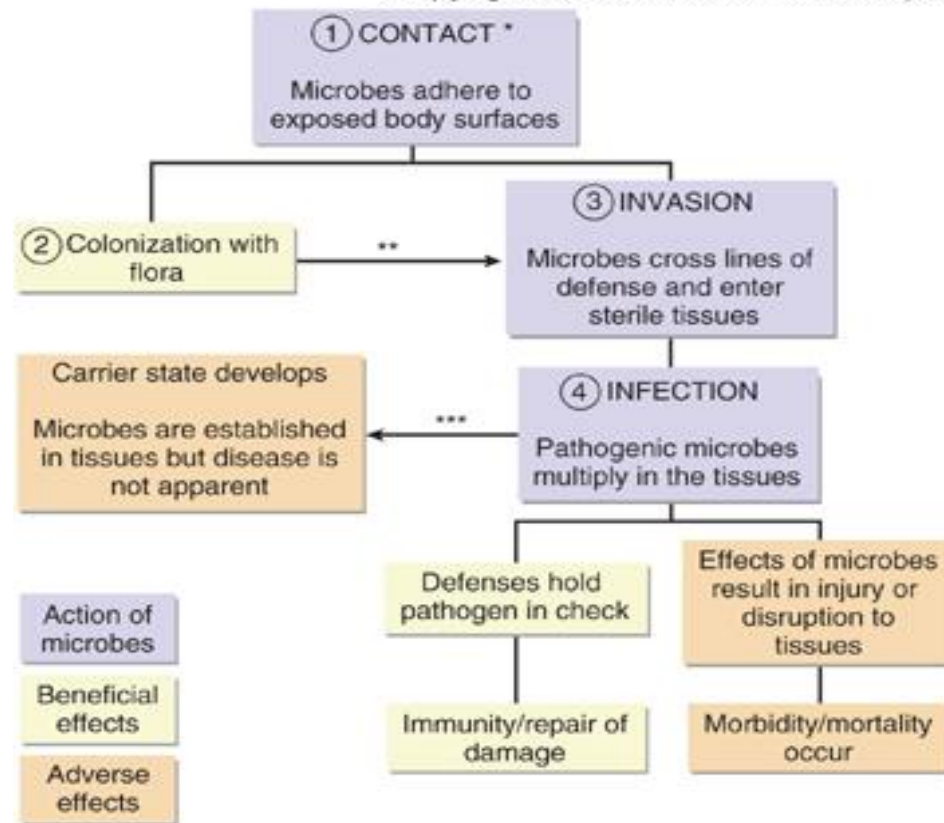 ① CONTACT *
Microbes adhere to
exposed body surfaces
② Colonization with
flora
**
③ INVASION
Microbes cross lines of
defense and enter
sterile tissues
Carrier state develops
Microbes are established
in tissues but disease is
not apparent
***
④ INFECTION
Pathogenic microbes
multiply in the tissues
Defenses hold
pathogen in check
Effects of microbes
result in injury or
disruption to
tissues
Immunity/repair of
damage
Morbidity/mortality
occur
Action of
microbes
Beneficial
effects
Adverse
effects